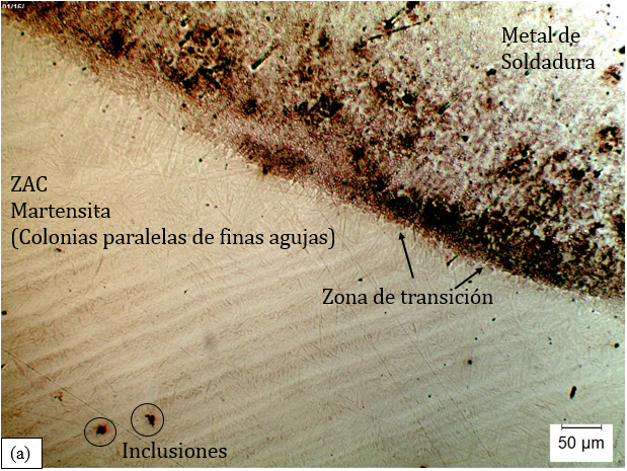 Metal de
Soldadura
ZAC
Martensita
(Colonias paralelas de finas agujas)
Zona de transición
Inclusiones
(a)
50 µm